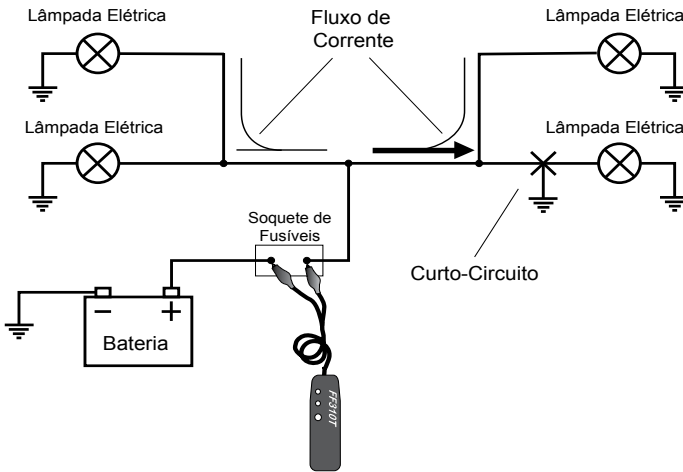 Lâmpada Elétrica
Fluxo de
Corrente
Lâmpada Elétrica
Lâmpada Elétrica
Lâmpada Elétrica
Soquete de
Fusíveis
Curto-Circuito
− +
Bateria
FF310T